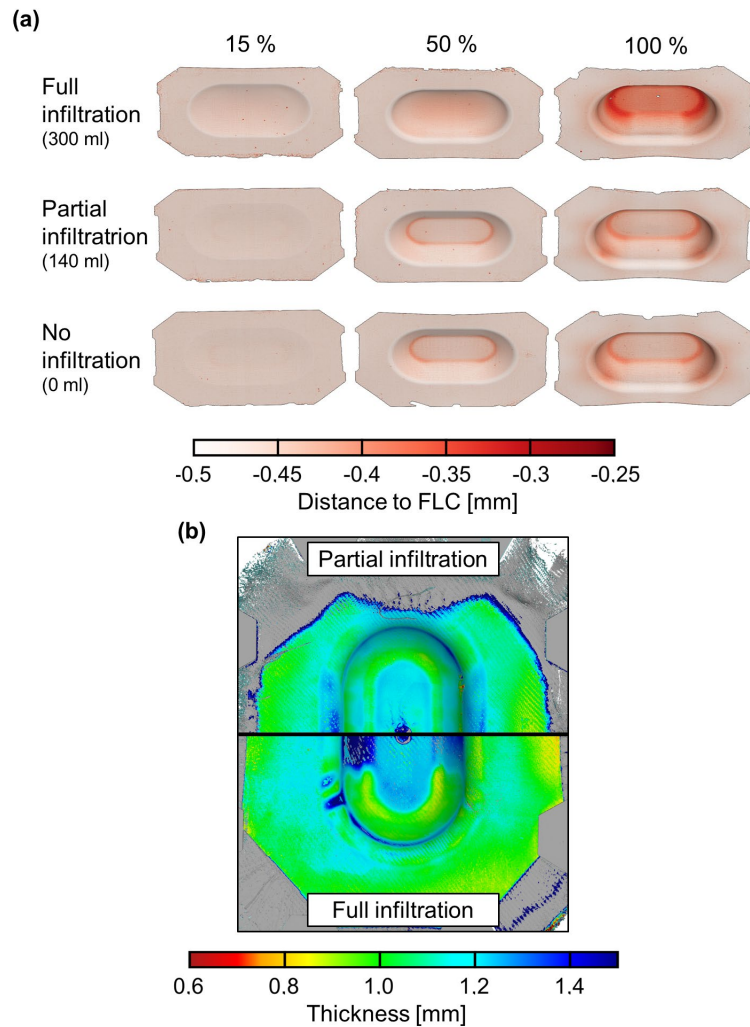 (a)
15 %
50 %
100 %
Full
infiltration
(300 ml)
Partial
infiltratrion
(140 ml)
No
infiltration
(0 ml)
-0.5
-0.45
-0.4
-0.35
-0.3
-0.25
Distance to FLC [mm]
(b)
Partial infiltration
Full infiltration
0.6
0.8
1.0
1.2
1.4
Thickness [mm]